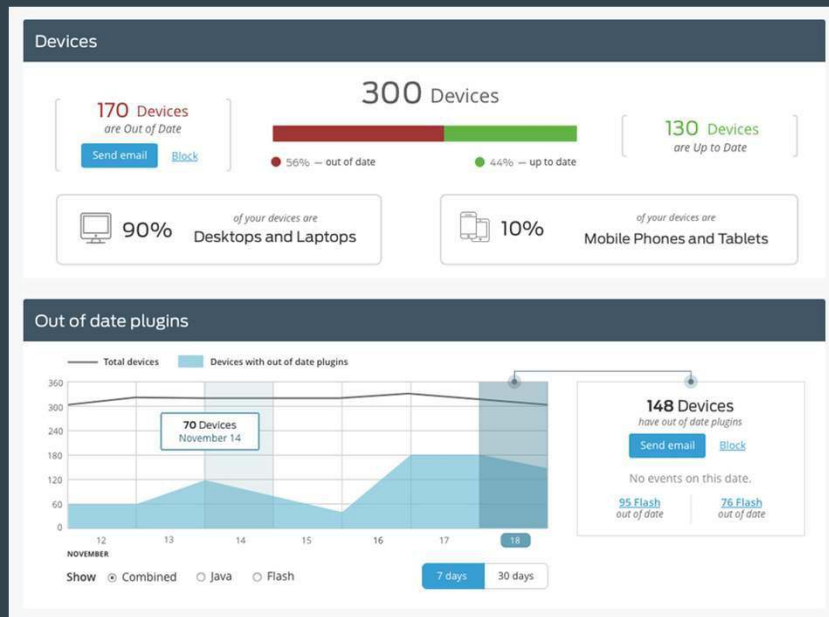 Devices
300 Devices
170 Devices
are Out of Date
Send email Block
56% — out of date
44% — up to date
130 Devices
are Up to Date
90%
of your devices are
Desktops and Laptops
10%
of your devices are
Mobile Phones and Tablets
Out of date plugins
Total devices
Devices with out of date plugins
360
300
240
180
120
60
0
70 Devices
November 14
12 13 14 15 16 17 18
NOVEMBER
Show Combined Java Flash
7 days 30 days
148 Devices
have out of date plugins
Send email Block
No events on this date.
95 Flash
out of date
76 Flash
out of date